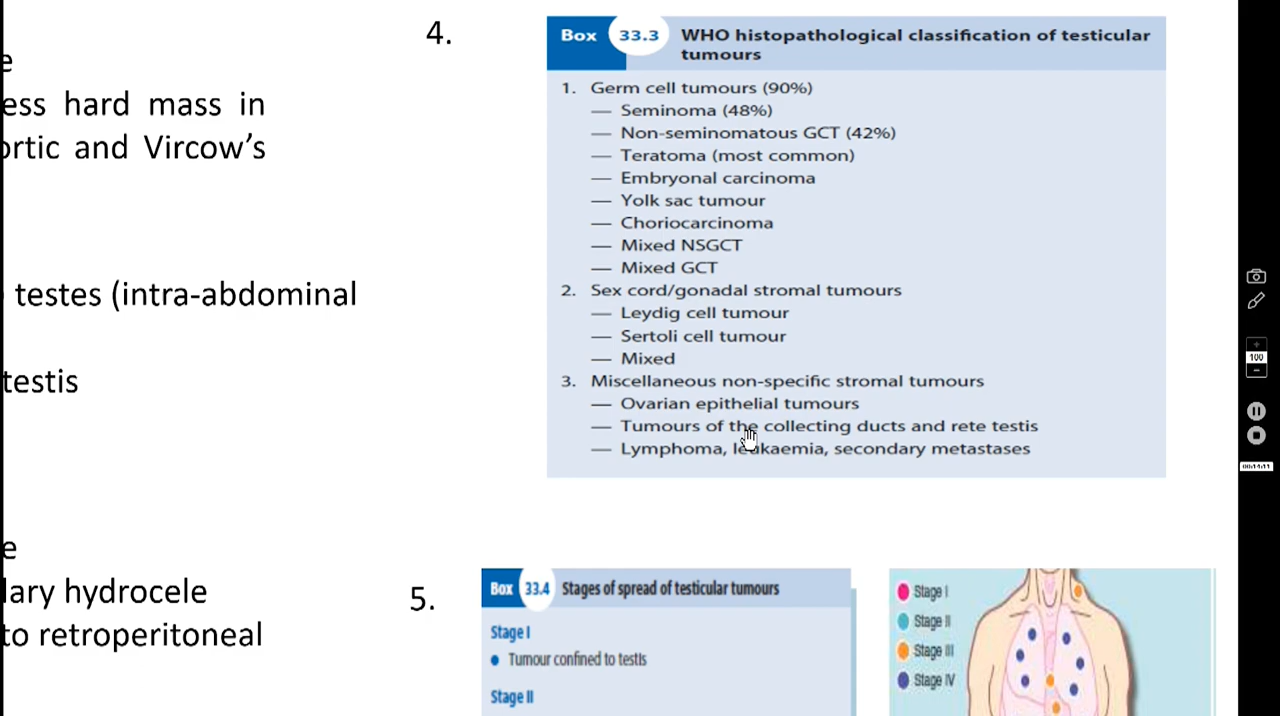 e
ess hard mass in
ortic and Vircow's
testes (intra-abdominal
testis
e
lary hydrocele
to retroperitoneal
4.
Box 33.3 WHO histopathological classification of testicular
tumours
1. Germ cell tumours (90%)
— Seminoma (48%)
— Non-seminomatous GCT (42%)
— Teratoma (most common)
— Embryonal carcinoma
— Yolk sac tumour
— Choriocarcinoma
— Mixed NSGCT
— Mixed GCT
2. Sex cord/gonadal stromal tumours
— Leydig cell tumour
— Sertoli cell tumour
— Mixed
3. Miscellaneous non-specific stromal tumours
— Ovarian epithelial tumours
— Tumours of the collecting ducts and rete testis
— Lymphoma, leukaemia, secondary metastases
5.
Box 33.4 Stages of spread of testicular tumours
Stage I
• Tumour confined to testis
Stage II
Stage I
Stage II
Stage III
Stage IV
100